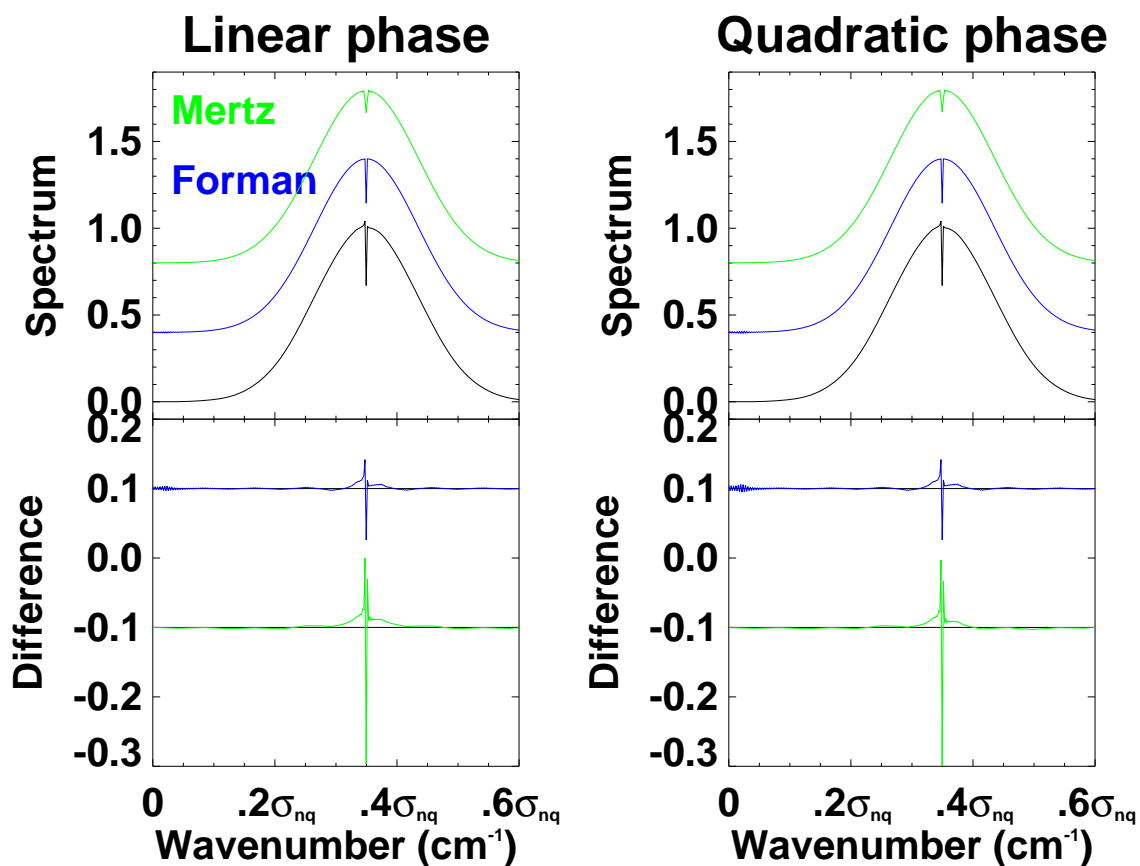 Linear phase
Quadratic phase
Mertz
Forman
Spectrum
1.5
1.0
0.5
0.0
Spectrum
1.5
1.0
0.5
0.0
Difference
0.2
0.1
0.0
-0.1
-0.2
-0.3
Difference
0.2
0.1
0.0
-0.1
-0.2
-0.3
0 .2σnq .4σnq .6σnq
Wavenumber (cm-1)
0 .2σnq .4σnq .6σnq
Wavenumber (cm-1)